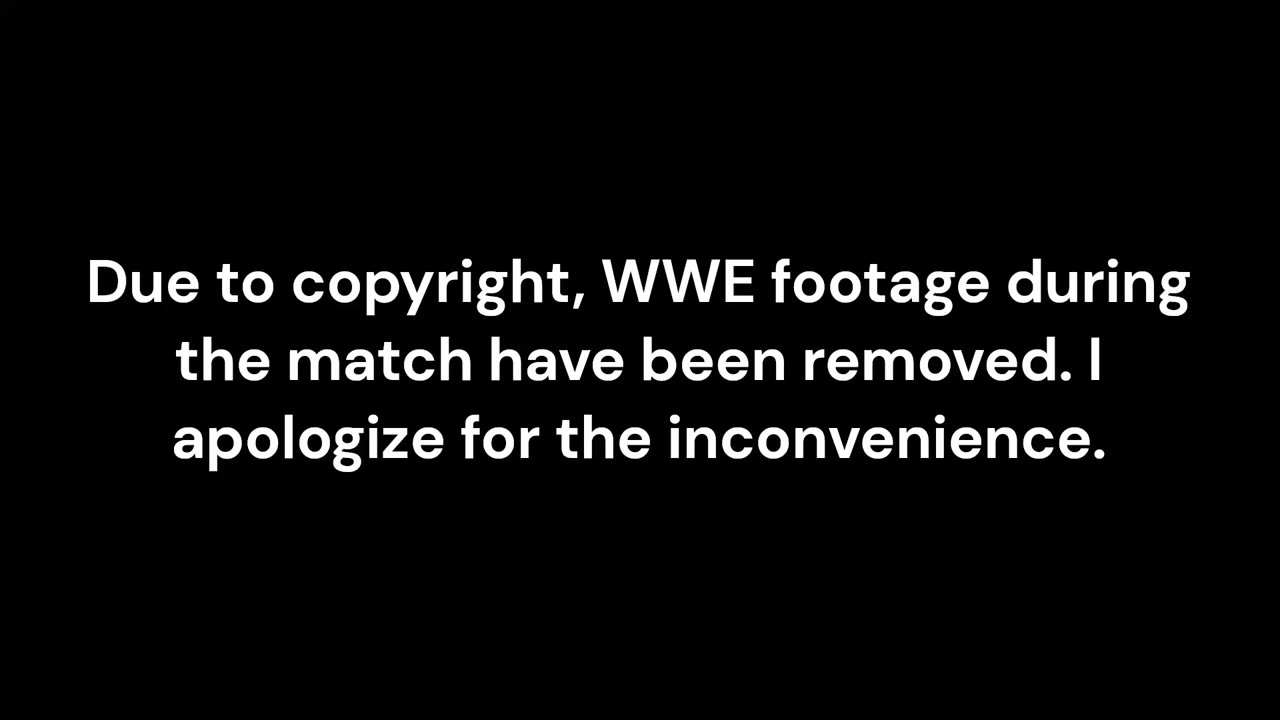 Due to copyright, WWE footage during
the match have been removed. I
apologize for the inconvenience.